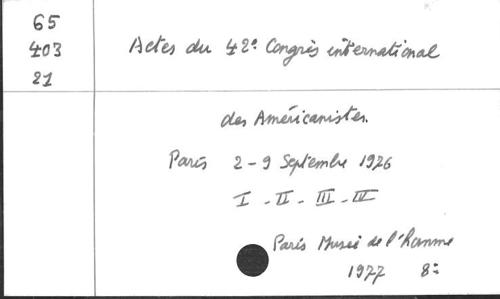 65
403
21
Actes du 42e Congrès international
des Américanistes.
Paris 2-9 Septembre 1976
I - II - III - IV
Paris Musée de l'homme
1977 8°